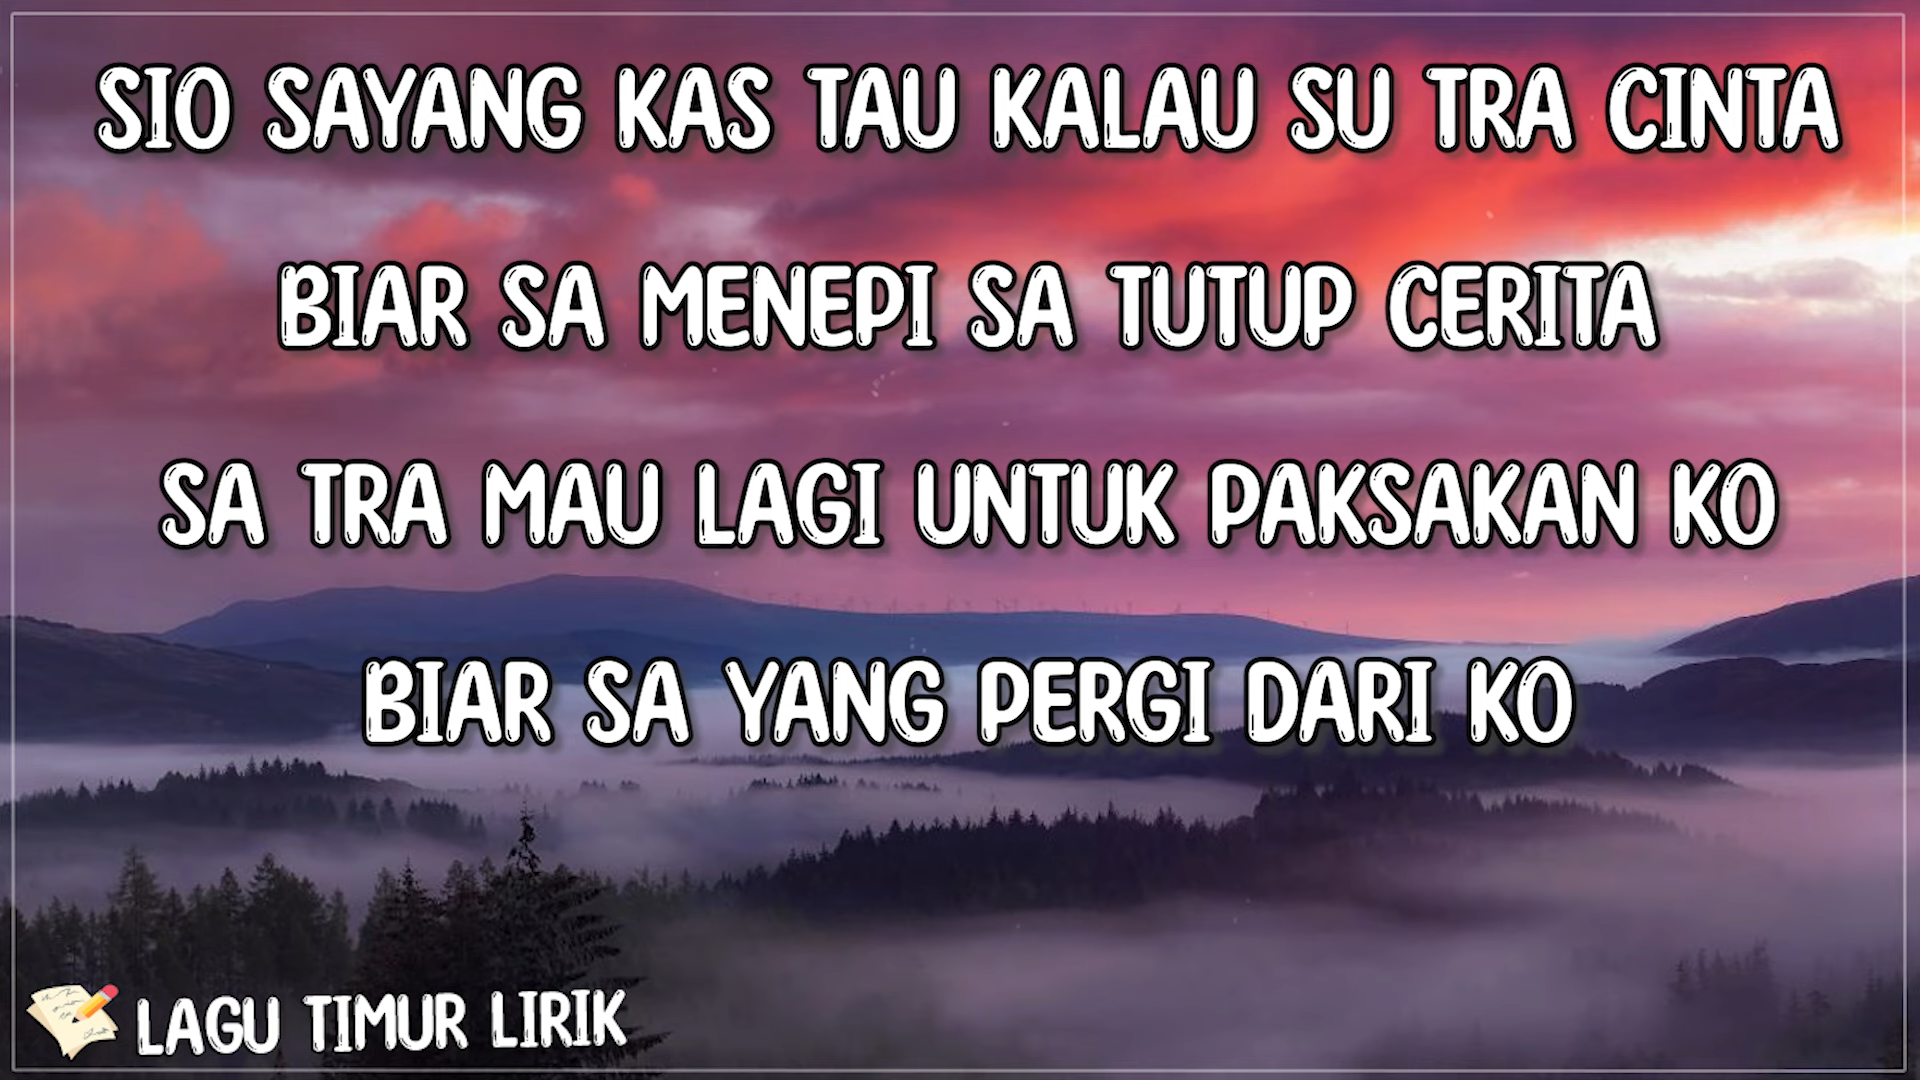 SIO SAYANG KAS TAU KALAU SU TRA CINTA
BIAR SA MENEPI SA TUTUP CERITA
SA TRA MAU LAGI UNTUK PAKSAKAN KO
BIAR SA YANG PERGI DARI KO
LAGU TIMUR LIRIK